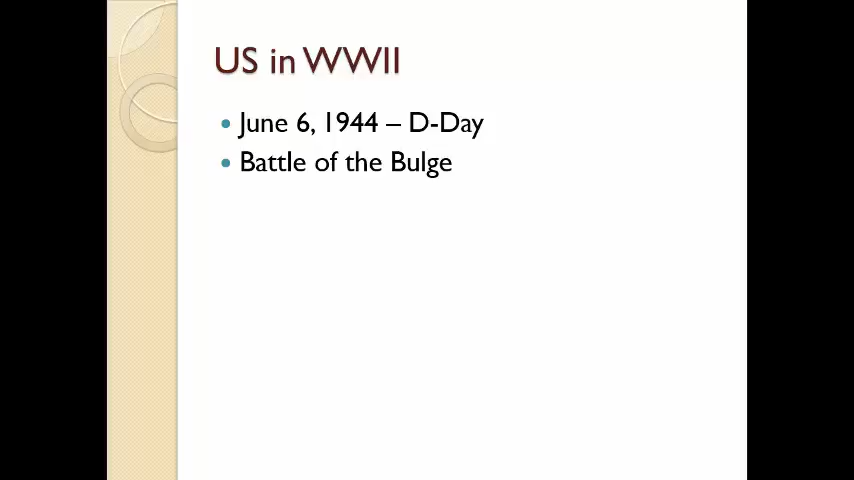 US in WWII
• June 6, 1944 – D-Day
• Battle of the Bulge